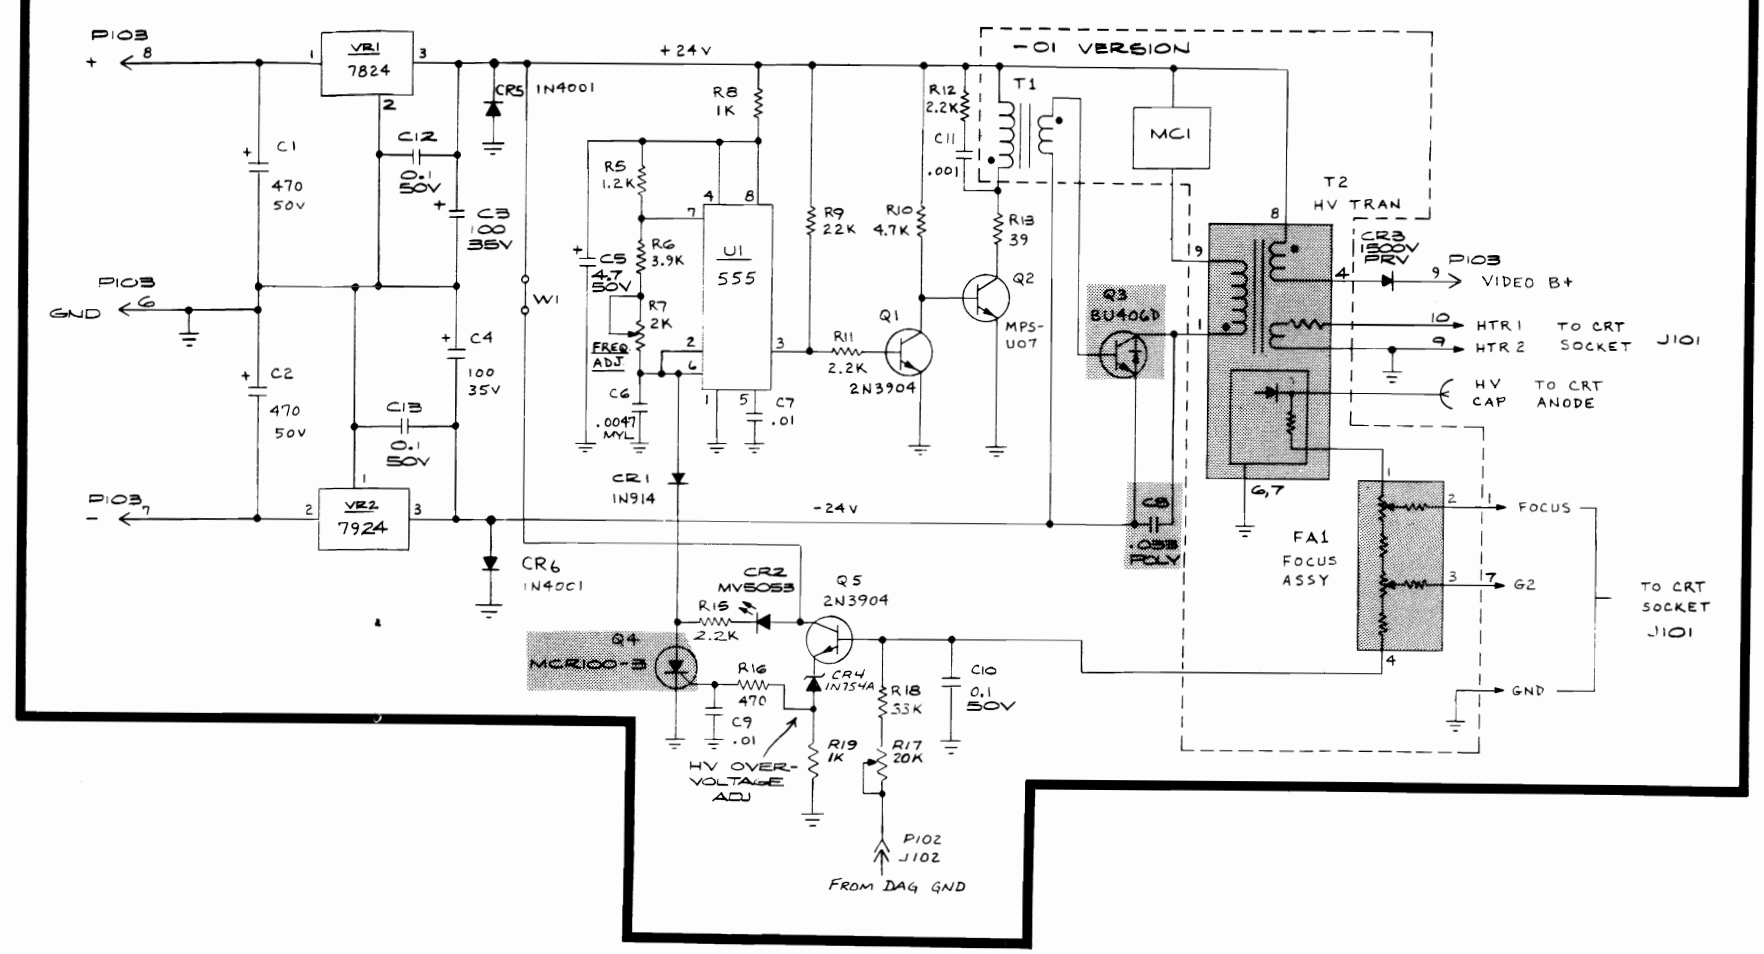 P103
+ 8
1
VR1
7824
3
2
+24V
-01 VERSION
CR5 1N4001
R8
1K
R12
2.2K
T1
MC1
C12
0.1
50V
+ C1
470
50V
+ C3
100
35V
R5
1.2K
4 8
7
R6
3.9K
+ C5
4.7
50V
U1
555
R9
22K
R10
4.7K
C11
.001
R13
39
T2
HV TRAN
8
CR3
1500V
PRV
9
4
P103
9 VIDEO B+
P103
GND 6
W1
R7
2K
FREQ
ADJ
2
6
3
Q1
R11
2.2K
2N3904
Q2
MPS-
U07
Q3
BU406D
1
10 HTR1 TO CRT
9 HTR2 SOCKET J101
+ C4
100
35V
+ C2
470
50V
C6
.0047
MYL
1 5
C7
.01
HV TO CRT
CAP ANODE
C13
0.1
50V
CR1
1N914
6,7
1
P103
- 7
2
1
VR2
7924
3
-24V
C8
.033
POLY
FA1
FOCUS
ASSY
2 1 FOCUS
3 7 G2
4
TO CRT
SOCKET
J101
GND
CR6
1N4001
CR2
MV5053
R15
2.2K
Q5
2N3904
Q4
MCR100-3
R16
470
CR4
1N754A
C9
.01
R18
33K
C10
0.1
50V
R19
1K
R17
20K
HV OVER-
VOLTAGE
ADJ
P102
J102
FROM DAG GND